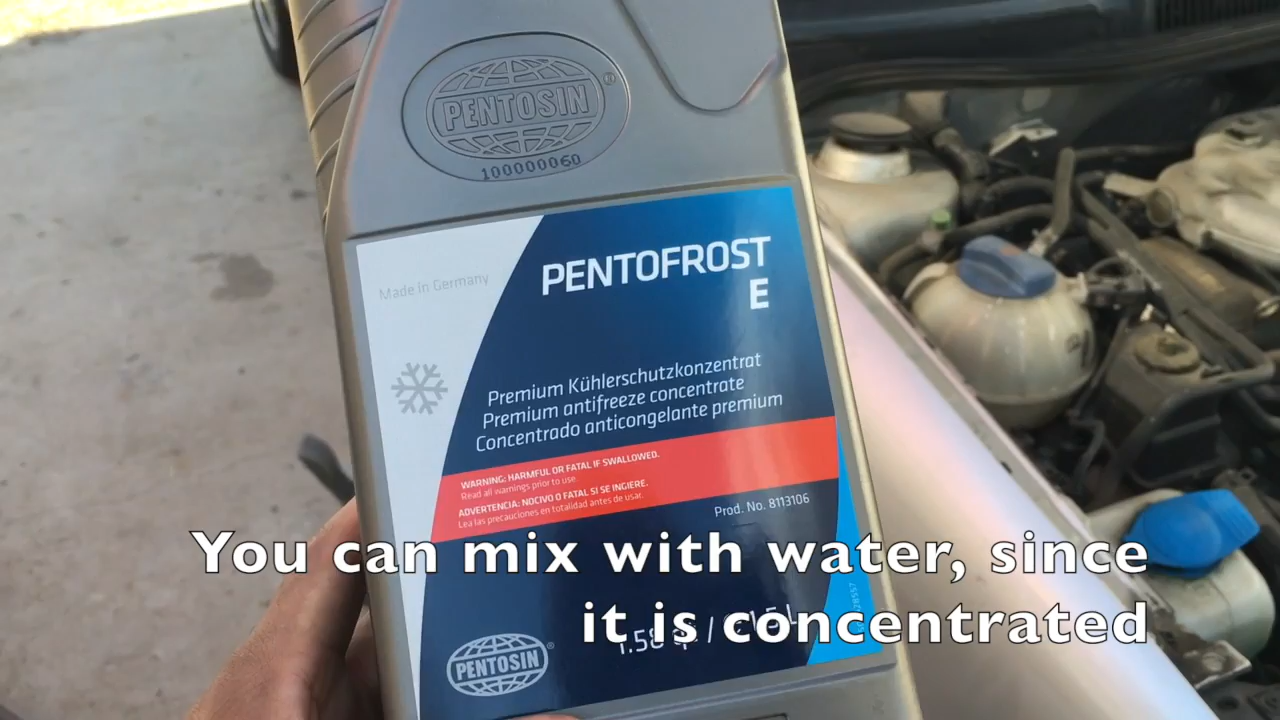 PENTOSIN®
100000060
Made in Germany
PENTOFROST
E
Premium Kühlerschutzkonzentrat
Premium antifreeze concentrate
Concentrado anticongelante premium
WARNING: HARMFUL OR FATAL IF SWALLOWED.
Read all warnings prior to use.
ADVERTENCIA: NOCIVO O FATAL SI SE INGIERE.
Lea las precauciones en totalidad antes de usar.
Prod. No. 8113106
You can mix with water, since
it is concentrated
PENTOSIN®